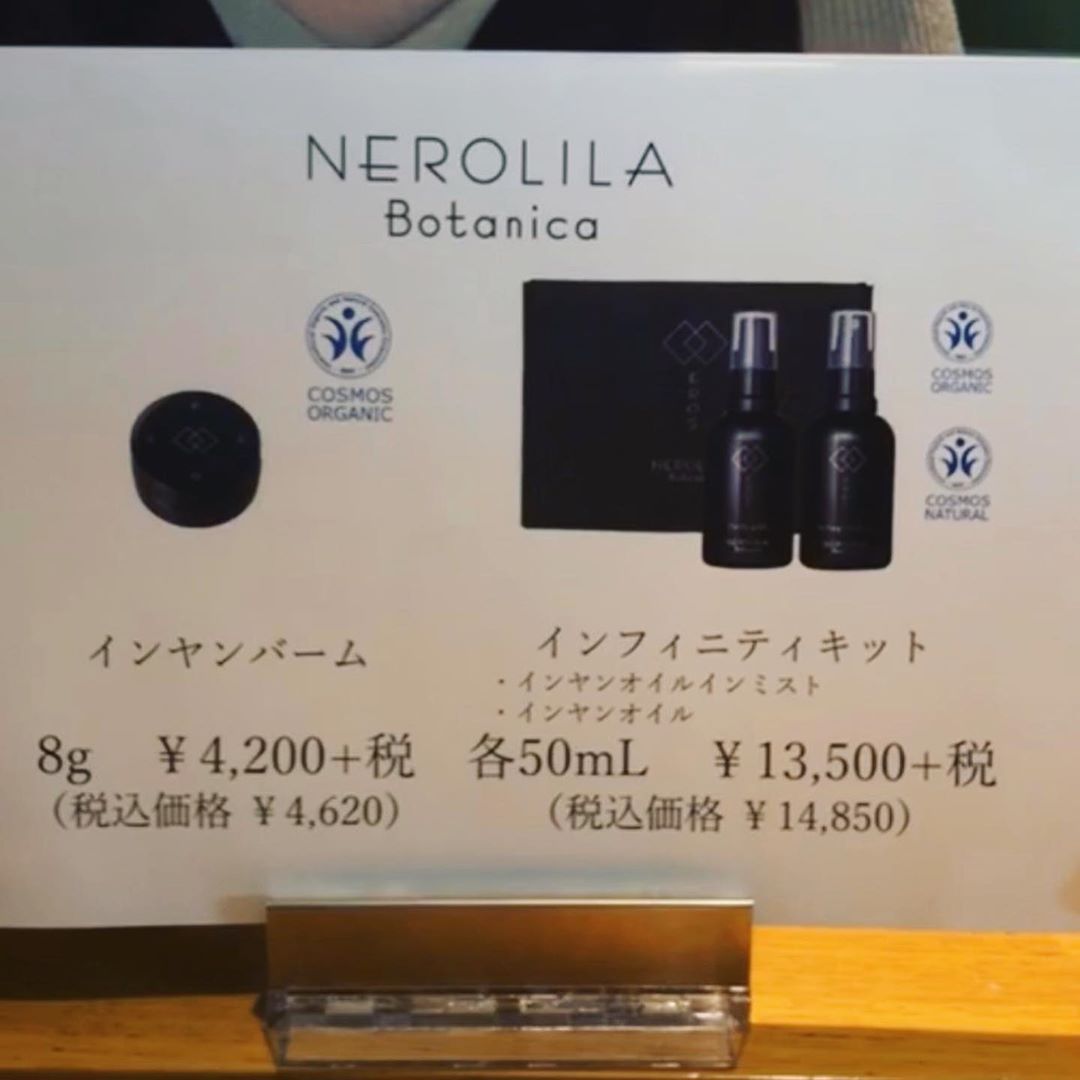 NEROLILA
Botanica
COSMOS
ORGANIC
COSMOS
ORGANIC
COSMOS
NATURAL
NEROLILA
インヤンバーム
8g ¥4,200+税
(税込価格 ¥4,620)
インフィニティキット
・インヤンオイルインミスト
・インヤンオイル
各50mL ¥13,500+税
(税込価格 ¥14,850)